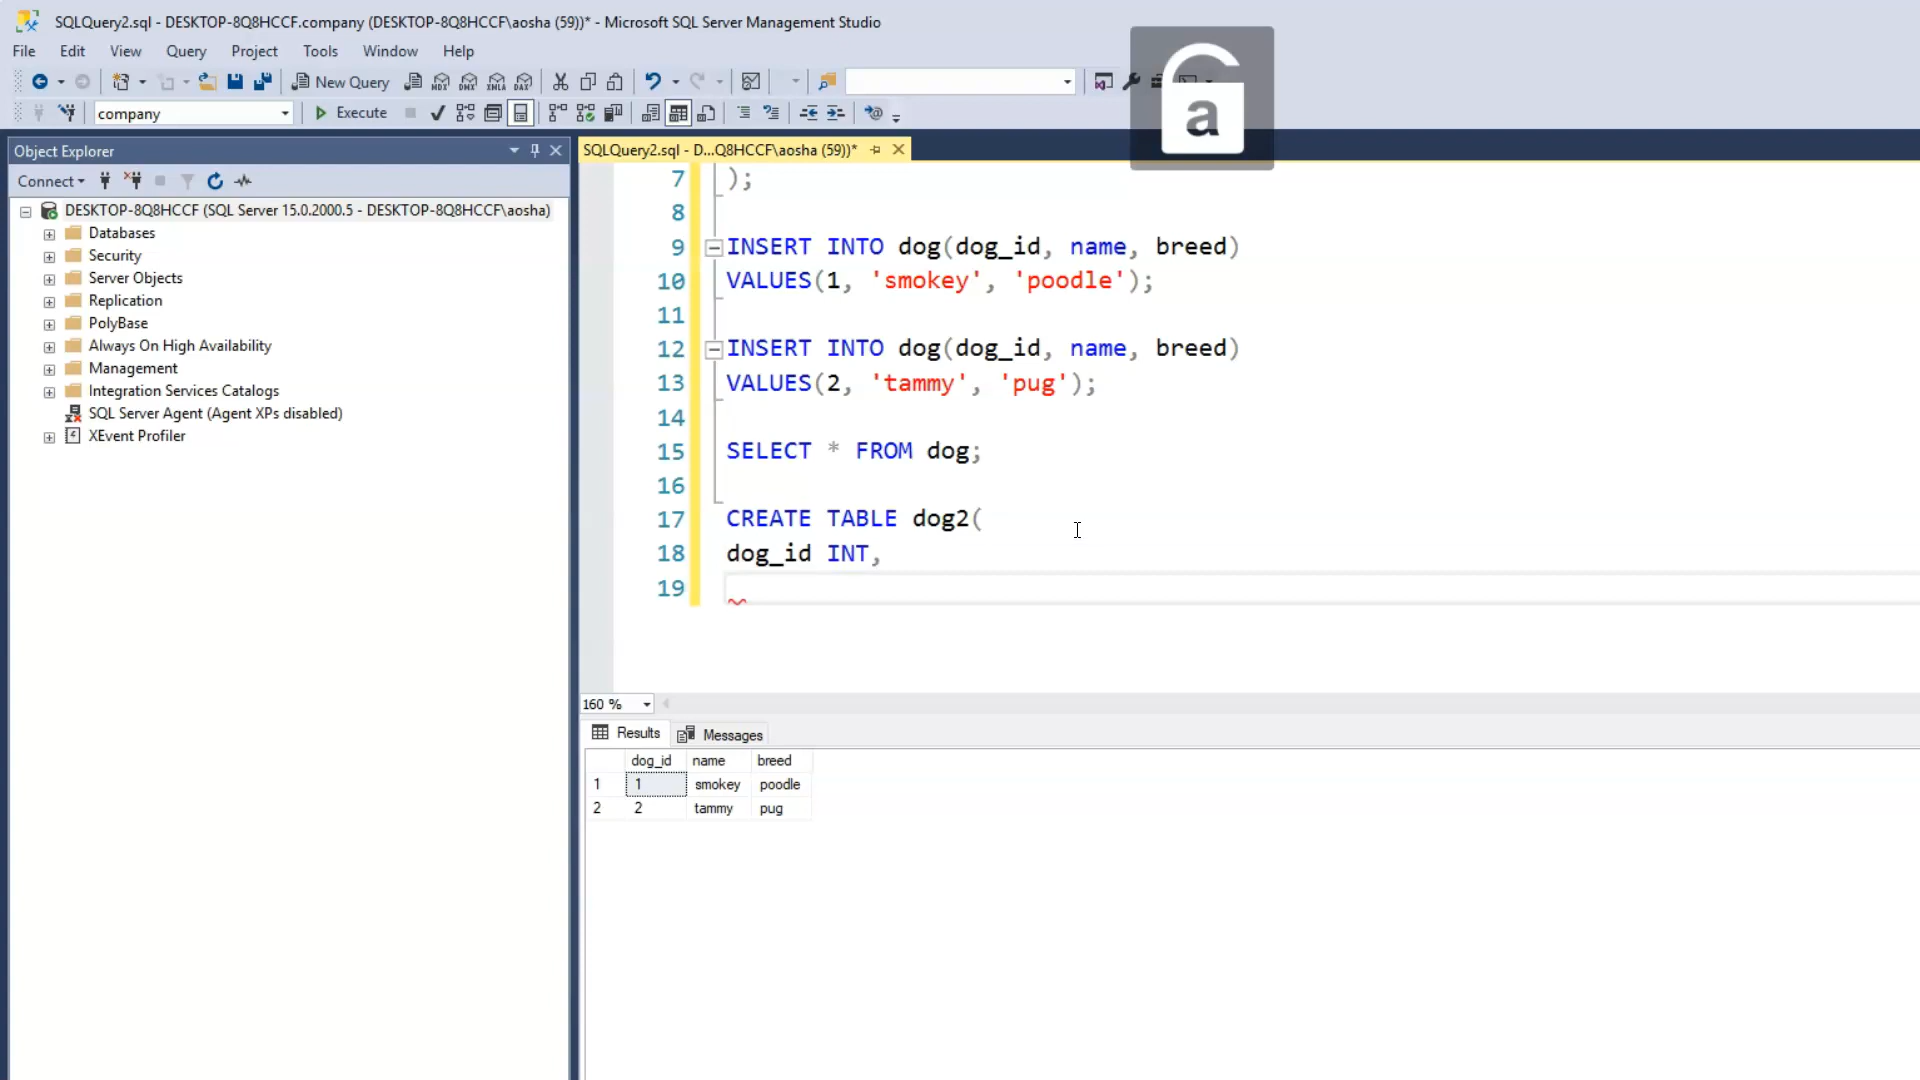 SQLQuery2.sql - DESKTOP-8Q8HCCF.company (DESKTOP-8Q8HCCF\aosha (59))* - Microsoft SQL Server Management Studio
File Edit View Query Project Tools Window Help
New Query MDX DMX XMLA DAX
company Execute
a
Object Explorer
SQLQuery2.sql - D...Q8HCCF\aosha (59))*
Connect
DESKTOP-8Q8HCCF (SQL Server 15.0.2000.5 - DESKTOP-8Q8HCCF\aosha)
Databases
Security
Server Objects
Replication
PolyBase
Always On High Availability
Management
Integration Services Catalogs
SQL Server Agent (Agent XPs disabled)
XEvent Profiler
7 );
8
9 INSERT INTO dog(dog_id, name, breed)
10 VALUES(1, 'smokey', 'poodle');
11
12 INSERT INTO dog(dog_id, name, breed)
13 VALUES(2, 'tammy', 'pug');
14
15 SELECT * FROM dog;
16
17 CREATE TABLE dog2(
18 dog_id INT,
19
160 %
Results Messages
dog_id name breed
1 1 smokey poodle
2 2 tammy pug